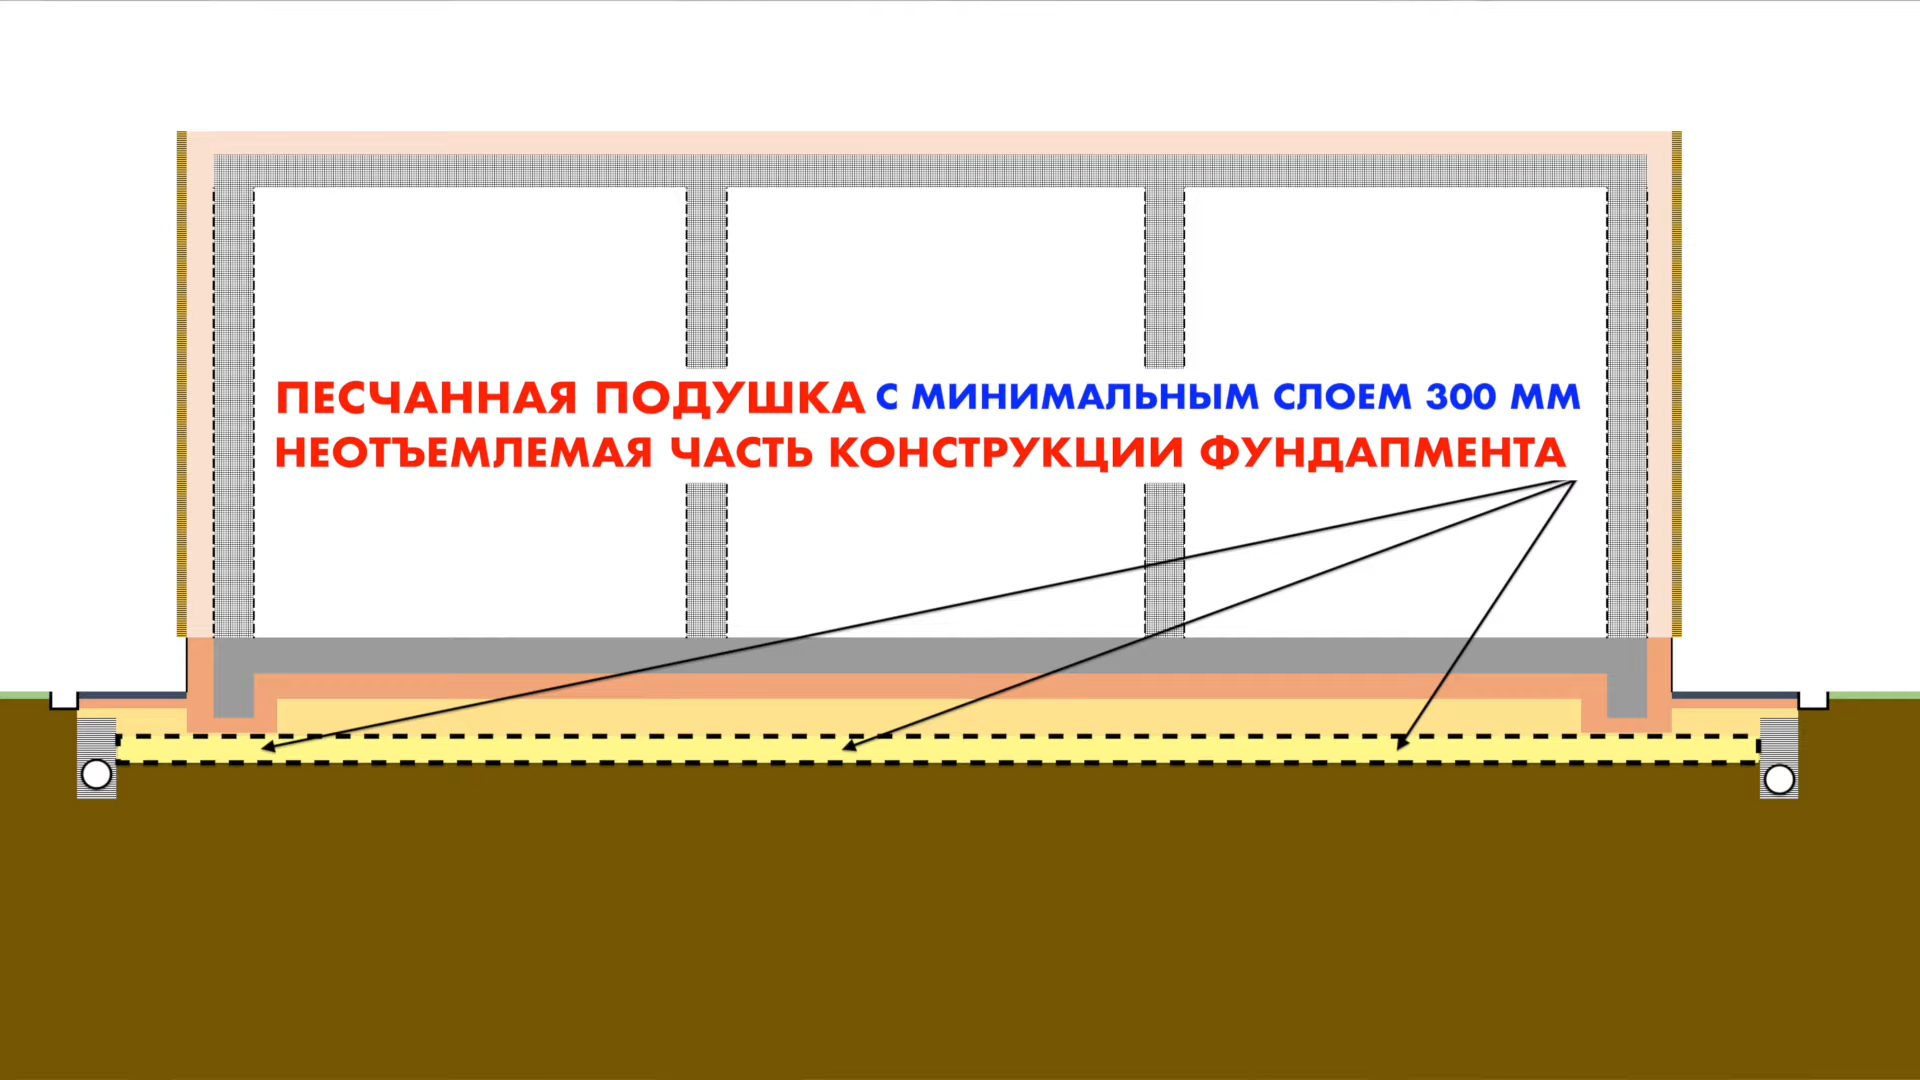 ПЕСЧАННАЯ ПОДУШКА С МИНИМАЛЬНЫМ СЛОЕМ 300 ММ
НЕОТЪЕМЛЕМАЯ ЧАСТЬ КОНСТРУКЦИИ ФУНДАПМЕНТА